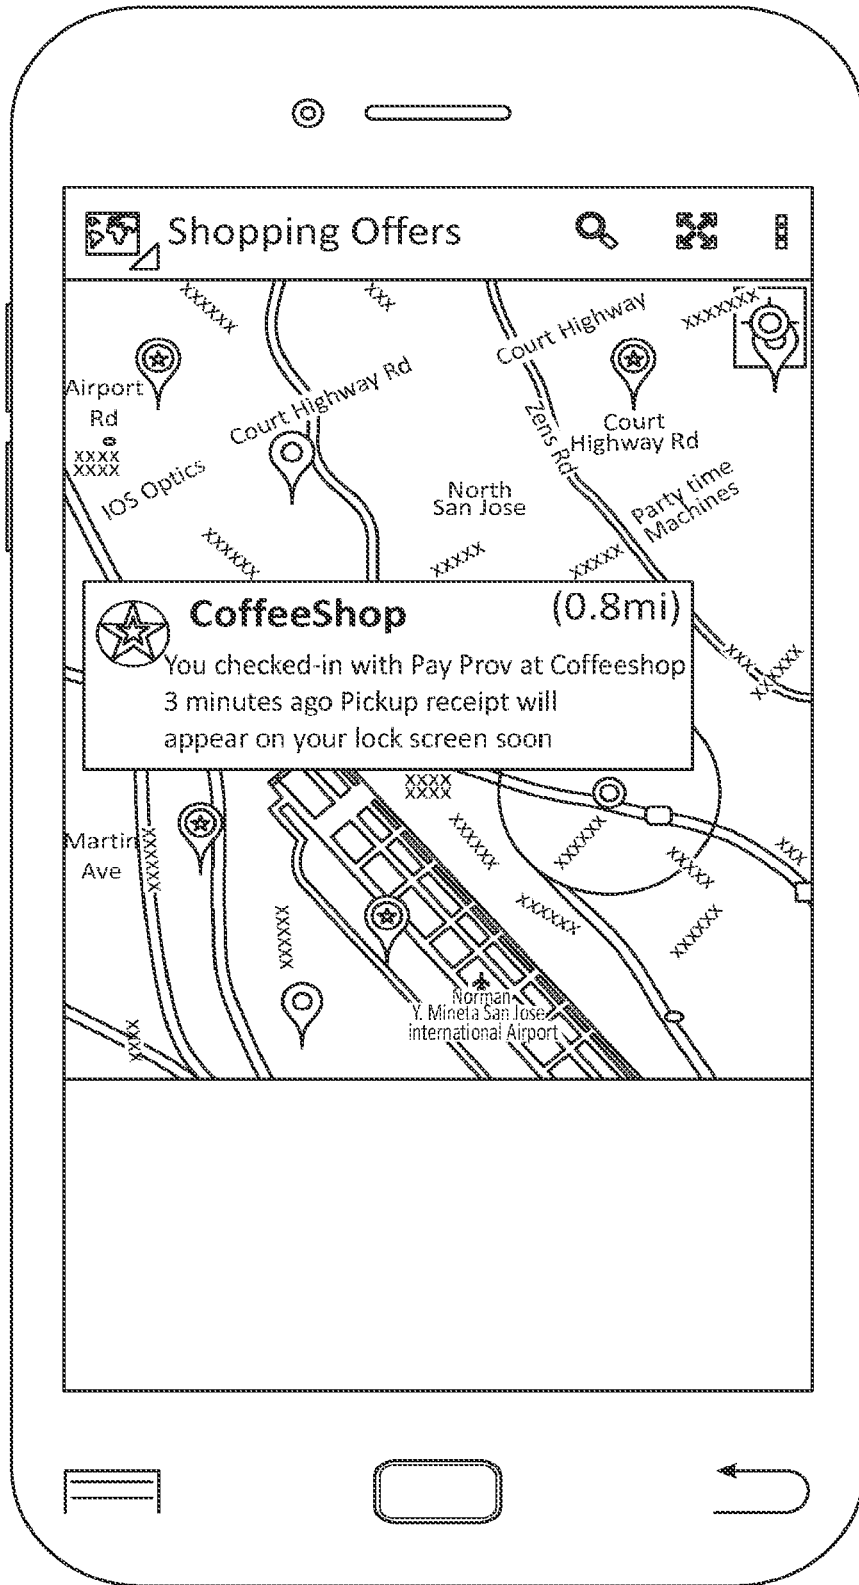 Shopping Offers
xxxxxx
xxx
Court Highway
xxxxxxx
Airport
Rd
xxxx
xxxx
Court Highway Rd
Zens Rd
Court
Highway Rd
IOS Optics
North
San Jose
Party time
Machines
xxxxxx
xxxxx
xxxxx
CoffeeShop
(0.8mi)
You checked-in with Pay Prov at Coffeeshop
3 minutes ago Pickup receipt will
appear on your lock screen soon
xxx
xxxxxx
xxxx
xxxx
Martin
Ave
xxxxxx
xxxxxx
xxxxxx
xxxxx
xxx
xxxxxx
xxxxxx
xxxxxx
Norman
Y. Mineta San Jose
international Airport
xxxx